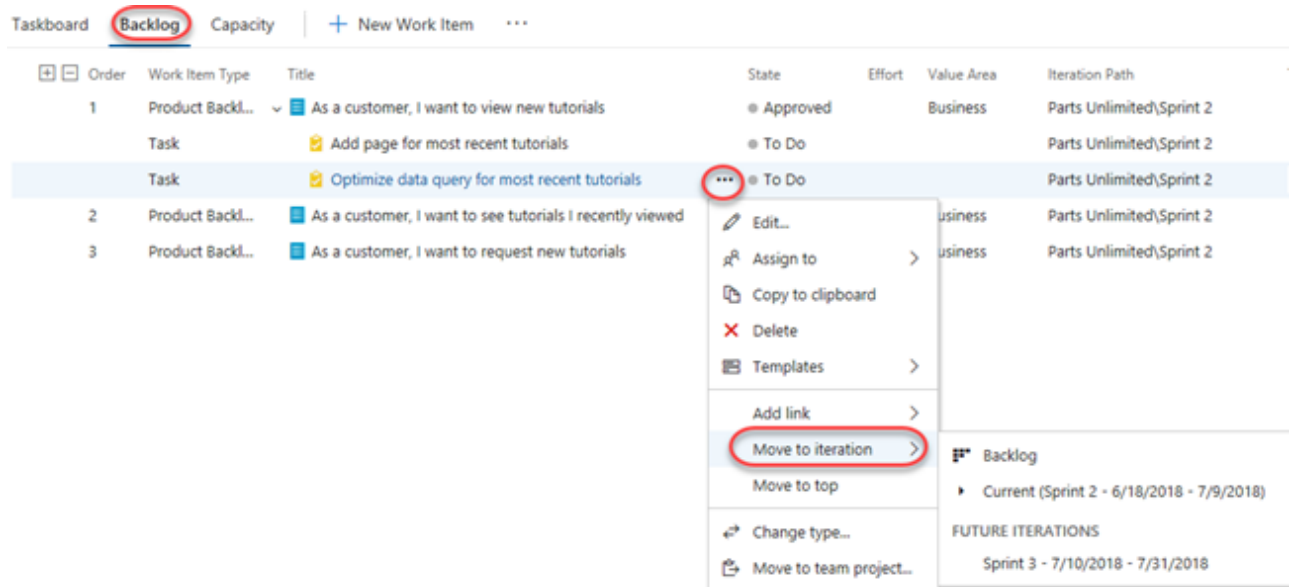 Taskboard Backlog Capacity New Work Item ...
Order Work Item Type Title State Effort Value Area Iteration Path
1 Product Backl... As a customer, I want to view new tutorials Approved Business Parts Unlimited\Sprint 2
Task Add page for most recent tutorials To Do Parts Unlimited\Sprint 2
Task Optimize data query for most recent tutorials ... To Do Parts Unlimited\Sprint 2
2 Product Backl... As a customer, I want to see tutorials I recently viewed usiness Parts Unlimited\Sprint 2
3 Product Backl... As a customer, I want to request new tutorials usiness Parts Unlimited\Sprint 2
Edit...
Assign to
Copy to clipboard
Delete
Templates
Add link
Move to iteration
Move to top
Change type...
Move to team project...
Backlog
Current (Sprint 2 - 6/18/2018 - 7/9/2018)
FUTURE ITERATIONS
Sprint 3 - 7/10/2018 - 7/31/2018